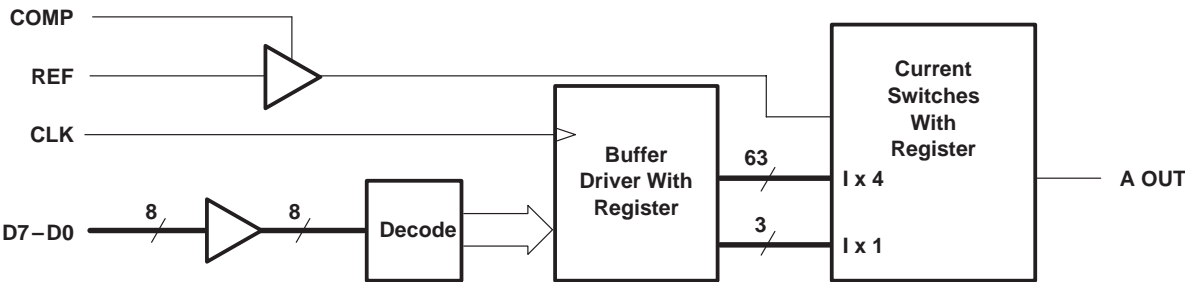 COMP
REF
CLK
D7–D0
8
8
Decode
Buffer
Driver With
Register
63
3
Current
Switches
With
Register
I x 4
I x 1
A OUT